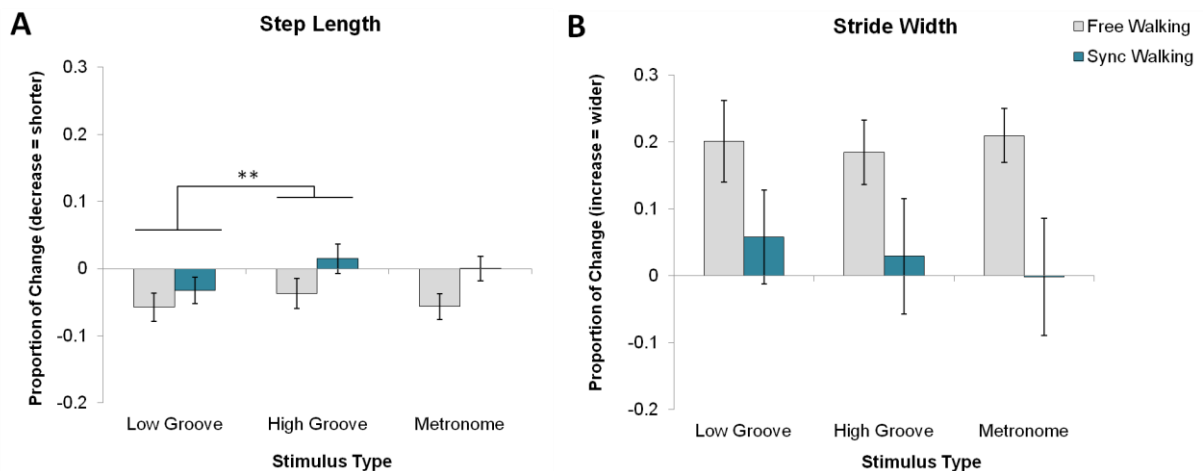 A
Step Length
Proportion of Change (decrease = shorter)
0.3
0.2
0.1
0
-0.1
-0.2
**
Low Groove
High Groove
Metronome
Stimulus Type
B
Stride Width
Free Walking
Sync Walking
Proportion of Change (increase = wider)
0.3
0.2
0.1
0
-0.1
-0.2
Low Groove
High Groove
Metronome
Stimulus Type